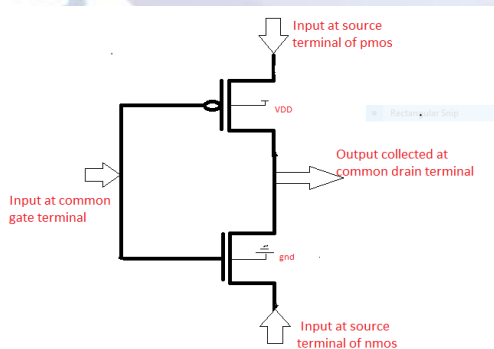 Input at source
terminal of pmos
VDD
Rectangular Snip
Output collected at
common drain terminal
Input at common
gate terminal
gnd
Input at source
terminal of nmos